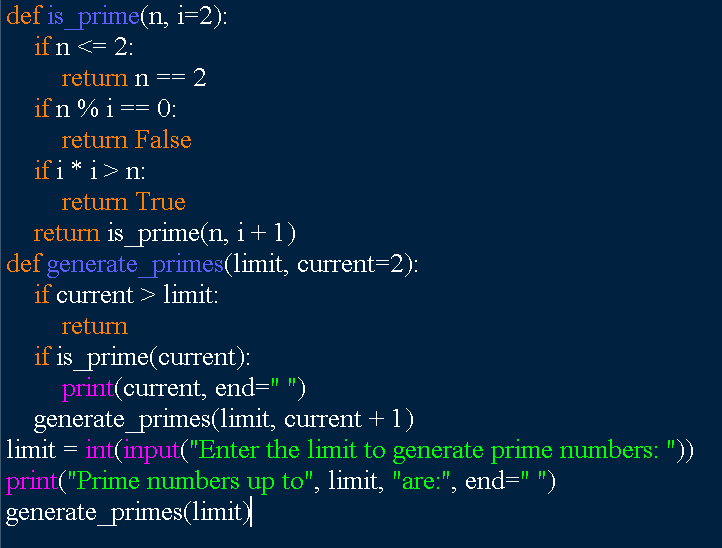 def is_prime(n, i=2):
    if n <= 2:
        return n == 2
    if n % i == 0:
        return False
    if i * i > n:
        return True
    return is_prime(n, i + 1)
def generate_primes(limit, current=2):
    if current > limit:
        return
    if is_prime(current):
        print(current, end=" ")
    generate_primes(limit, current + 1)
limit = int(input("Enter the limit to generate prime numbers: "))
print("Prime numbers up to", limit, "are:", end=" ")
generate_primes(limit)